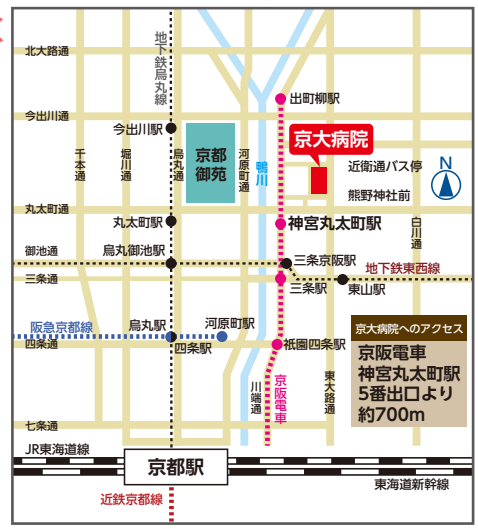 地下鉄烏丸線
北大路通
出町柳駅
今出川通
今出川駅
京大病院
千本通
堀川通
烏丸通
京都
御苑
河原町通
鴨川
近衛通バス停
熊野神社前
N
丸太町通
丸太町駅
神宮丸太町駅
白川通
御池通
烏丸御池駅
三条京阪駅
地下鉄東西線
三条通
三条駅
東山駅
阪急京都線
烏丸駅
河原町駅
四条通
四条駅
祇園四条駅
川端通
京阪電車
東大路通
京大病院へのアクセス
京阪電車
神宮丸太町駅
5番出口より
約700m
七条通
JR東海道線
京都駅
東海道新幹線
近鉄京都線